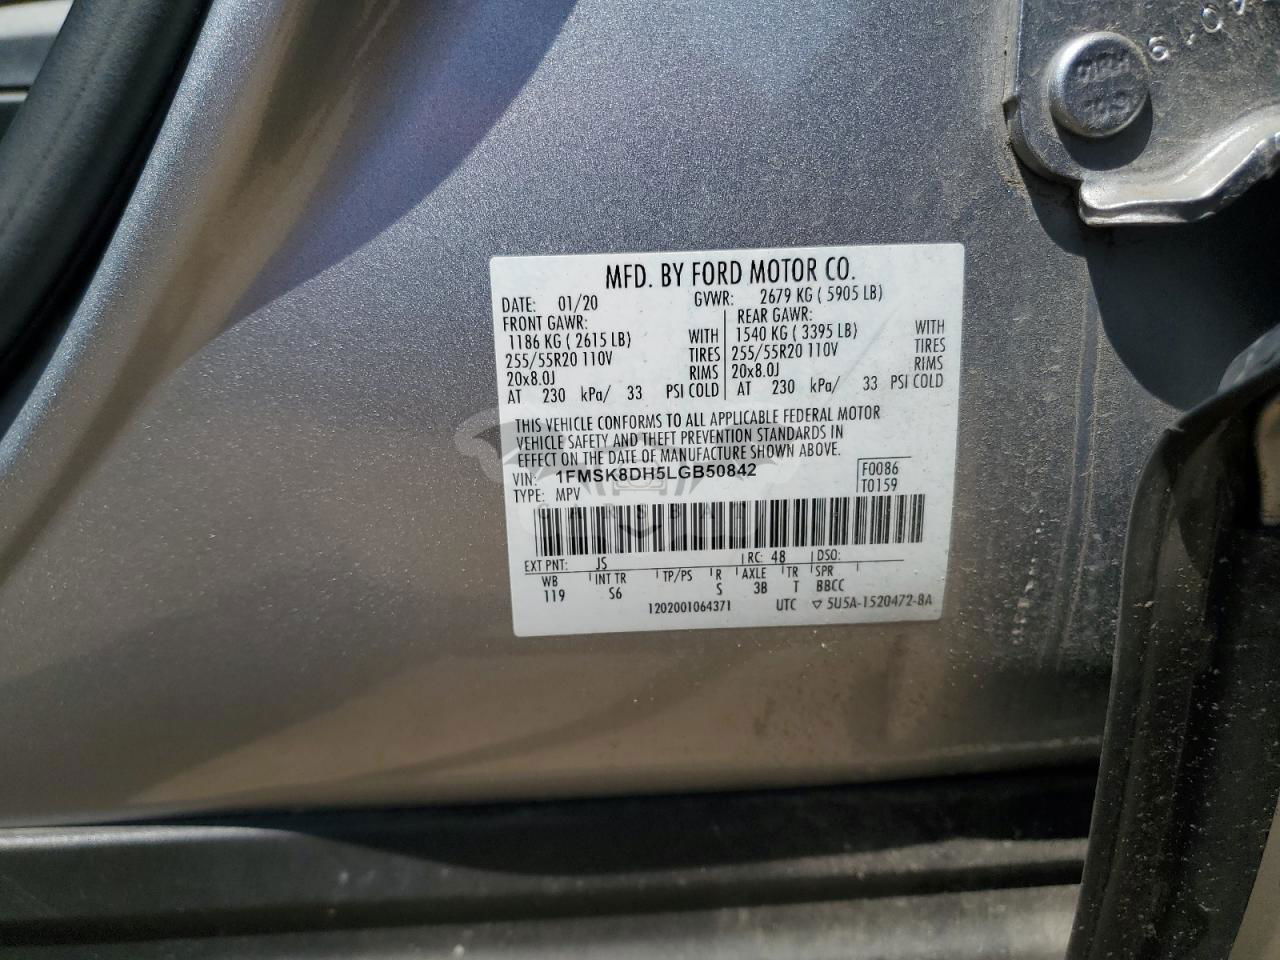 MFD. BY FORD MOTOR CO.
DATE: 01/20 GVWR: 2679 KG ( 5905 LB)
FRONT GAWR: REAR GAWR:
1186 KG ( 2615 LB) WITH 1540 KG ( 3395 LB) WITH
255/55R20 110V TIRES 255/55R20 110V TIRES
20x8.0J RIMS 20x8.0J RIMS
AT 230 kPa/ 33 PSI COLD AT 230 kPa/ 33 PSI COLD
THIS VEHICLE CONFORMS TO ALL APPLICABLE FEDERAL MOTOR
VEHICLE SAFETY AND THEFT PREVENTION STANDARDS IN
EFFECT ON THE DATE OF MANUFACTURE SHOWN ABOVE.
VIN: 1FMSK8DH5LGB50842 F0086
TYPE: MPV T0159
EXT PNT: JS RC: 48 DSO:
WB INT TR TP/PS R AXLE TR SPR
119 S6 S 3B T BBCC
1202001064371 UTC ▽ 5U5A-1520472-8A